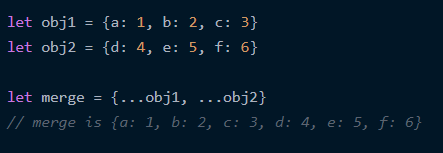 let obj1 = {a: 1, b: 2, c: 3}
let obj2 = {d: 4, e: 5, f: 6}
let merge = {...obj1, ...obj2}
// merge is {a: 1, b: 2, c: 3, d: 4, e: 5, f: 6}